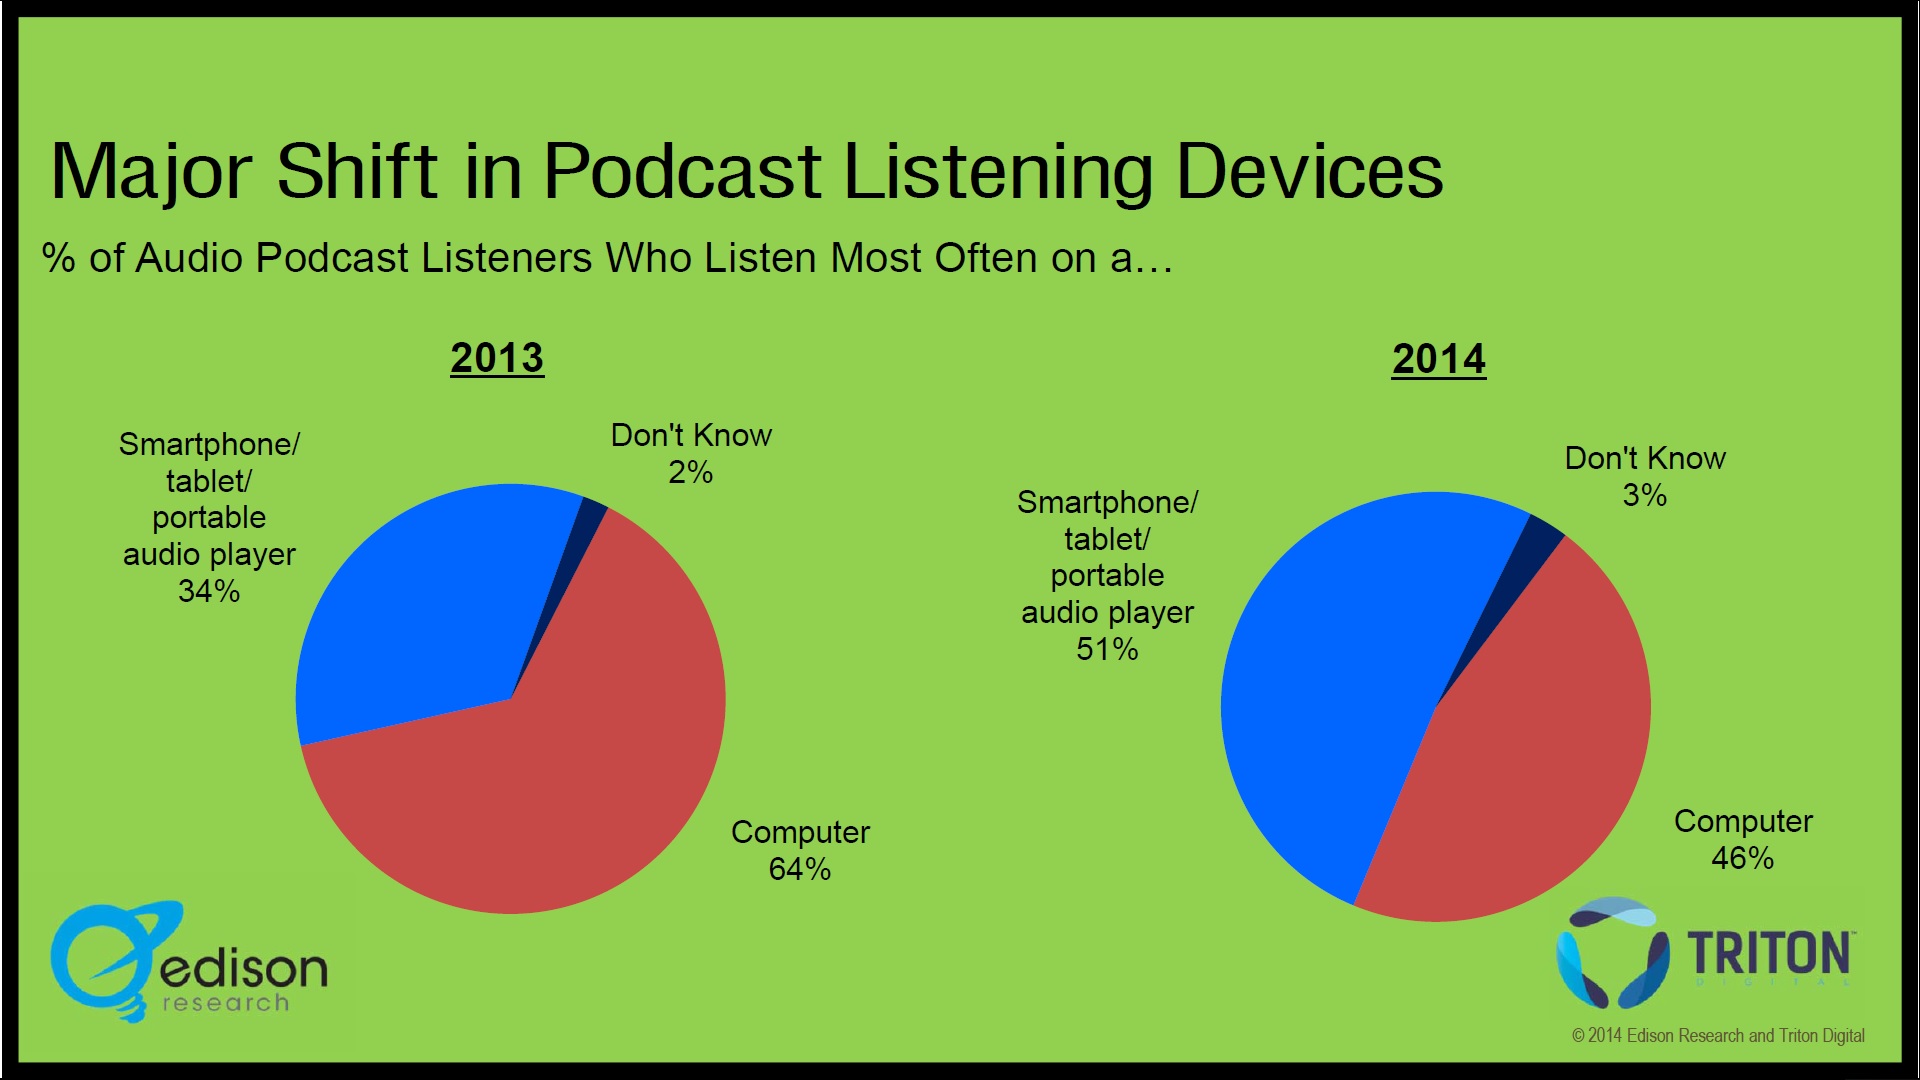 Major Shift in Podcast Listening Devices
% of Audio Podcast Listeners Who Listen Most Often on a…
2013
Smartphone/
tablet/
portable
audio player
34%
Don't Know
2%
Computer
64%
2014
Smartphone/
tablet/
portable
audio player
51%
Don't Know
3%
Computer
46%
edison
research
TRITON™
DIGITAL
© 2014 Edison Research and Triton Digital